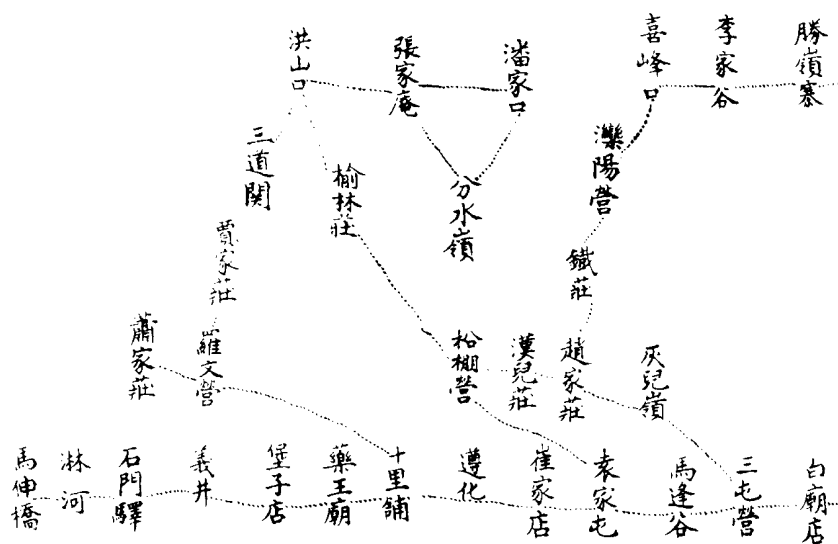 洪山口
張家庵
潘家口
喜峰口
李家谷
勝嶺寨
三道関
榆林莊
分水嶺
灤陽營
賈家莊
鐵莊
蕭家莊
羅文營
松棚營
漢兒莊
趙家莊
灰兒嶺
馬伸橋
淋河
石門驛
義井
堡子店
藥王廟
十里舖
遵化
崔家店
袁家屯
馬逢谷
三屯營
白廟店